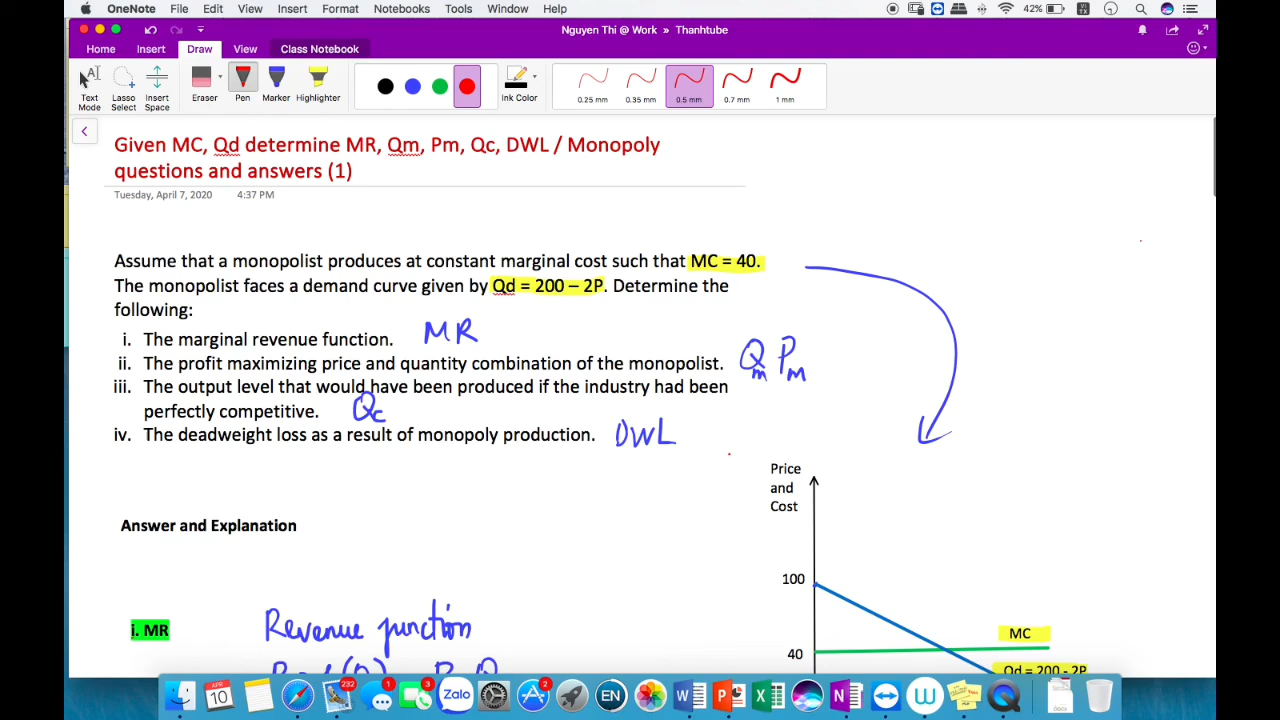 OneNote File Edit View Insert Format Notebooks Tools Window Help 42%
Nguyen Thi @ Work » Thanhtube
Home Insert Draw View Class Notebook
Text Mode Lasso Select Insert Space Eraser Pen Marker Highlighter Ink Color 0.25 mm 0.35 mm 0.5 mm 0.7 mm 1 mm
Given MC, Qd determine MR, Qm, Pm, Qc, DWL / Monopoly
questions and answers (1)
Tuesday, April 7, 2020 4:37 PM
Assume that a monopolist produces at constant marginal cost such that MC = 40.
The monopolist faces a demand curve given by Qd = 200 – 2P. Determine the
following:
i. The marginal revenue function. MR
ii. The profit maximizing price and quantity combination of the monopolist. Qm Pm
iii. The output level that would have been produced if the industry had been
perfectly competitive. Qc
iv. The deadweight loss as a result of monopoly production. DWL
Price
and
Cost
Answer and Explanation
100
i. MR Revenue function
MC
40
Qd = 200 - 2P
APR 10 232 3 Zalo 2 EN